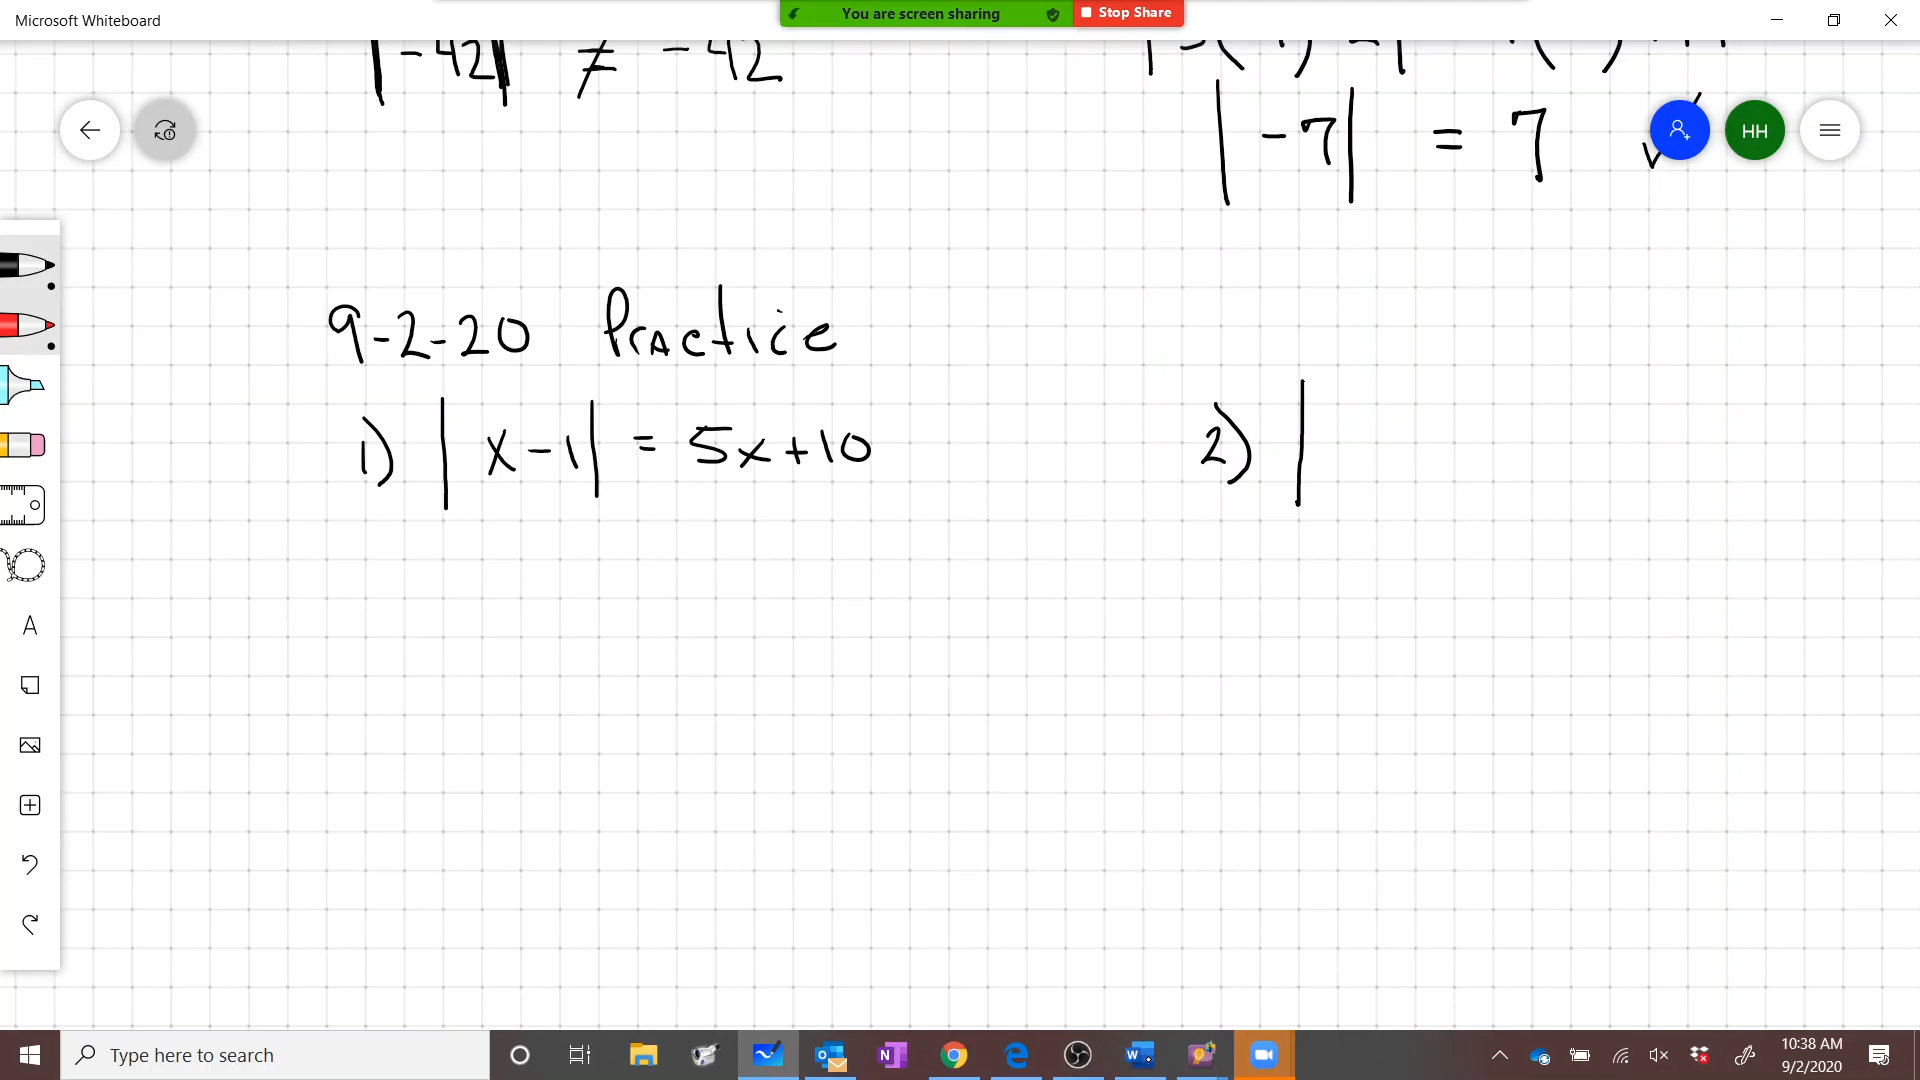 Microsoft Whiteboard
You are screen sharing
Stop Share
|-42| ≠ -42
|-7| = 7 ✓
HH
9-2-20 Practice
1) |x-1| = 5x+10
2) |
Type here to search
10:38 AM
9/2/2020